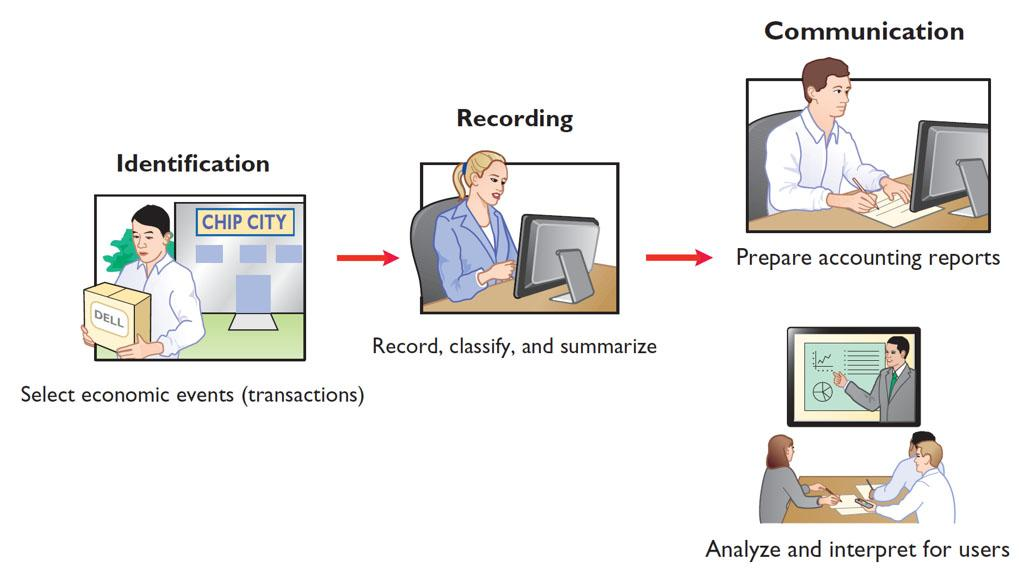 Identification
CHIP CITY
DELL
Select economic events (transactions)
Recording
Record, classify, and summarize
Communication
Prepare accounting reports
Analyze and interpret for users